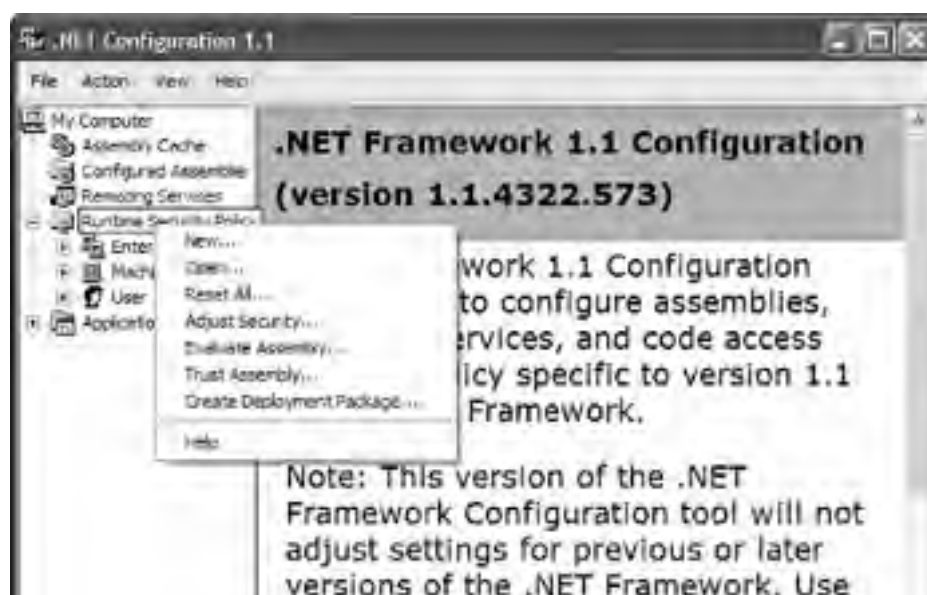 .NET Configuration 1.1
File Action View Help
My Computer
Assembly Cache
Configured Assemblies
Remoting Services
Runtime Security Policy
Enter
Machi
User
Applicatio
New...
Open...
Reset All...
Adjust Security...
Evaluate Assembly...
Trust Assembly...
Create Deployment Package...
Help
.NET Framework 1.1 Configuration
(version 1.1.4322.573)
work 1.1 Configuration
to configure assemblies,
rvices, and code access
icy specific to version 1.1
Framework.
Note: This version of the .NET
Framework Configuration tool will not
adjust settings for previous or later
versions of the .NET Framework. Use